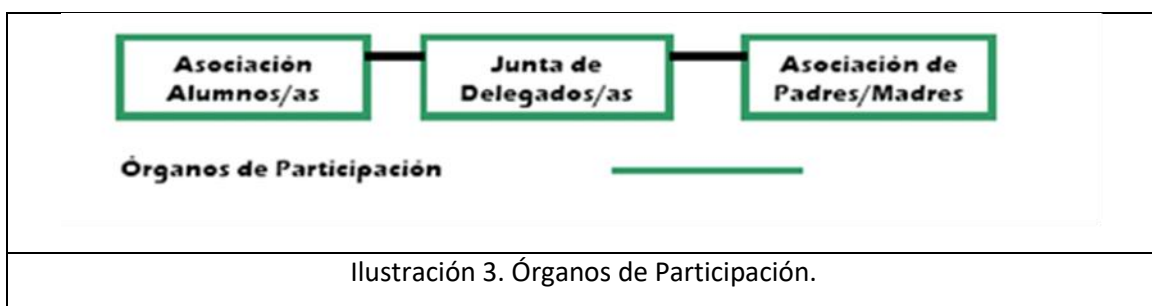 Asociación
Alumnos/as
Junta de
Delegados/as
Asociación de
Padres/Madres
Órganos de Participación
Ilustración 3. Órganos de Participación.